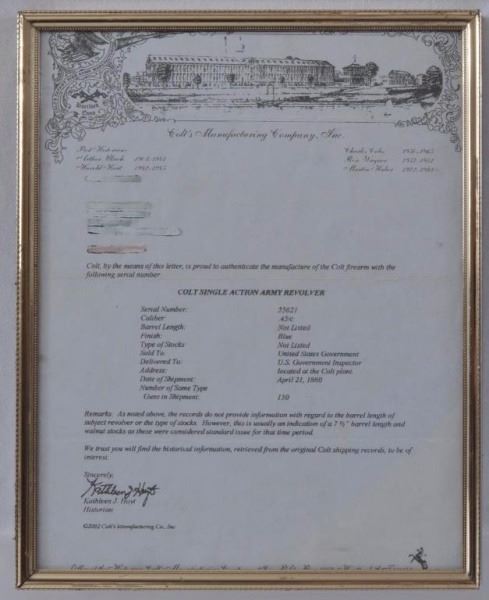 Hartford
Conn.
Colt's Manufacturing Company, Inc.
Past Historians
Colt, by the means of this letter, is proud to authenticate the manufacture of the Colt firearm with the
following serial number
COLT SINGLE ACTION ARMY REVOLVER
Serial Number: 55621
Caliber: .45/c
Barrel Length: Not Listed
Finish: Blue
Type of Stocks: Not Listed
Sold To: United States Government
Delivered To: U.S. Government Inspector
Address: located at the Colt plant.
Date of Shipment: April 21, 1880
Number of Same Type
Guns in Shipment: 150
Remarks: As noted above, the records do not provide information with regard to the barrel length of
subject revolver or the type of stocks. However, this is usually an indication of a 7 ½" barrel length and
walnut stocks as these were considered standard issue for that time period.
We trust you will find the historical information, retrieved from the original Colt shipping records, to be of
interest.
Sincerely,
Kathleen J. Hoyt
Kathleen J. Hoyt
Historian
©2002 Colt's Manufacturing Co., Inc